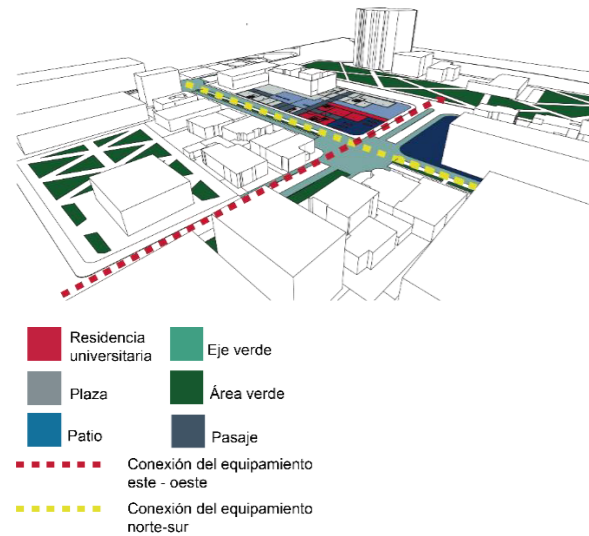 Residencia
universitaria
Eje verde
Plaza
Área verde
Patio
Pasaje
Conexión del equipamiento
este - oeste
Conexión del equipamiento
norte-sur